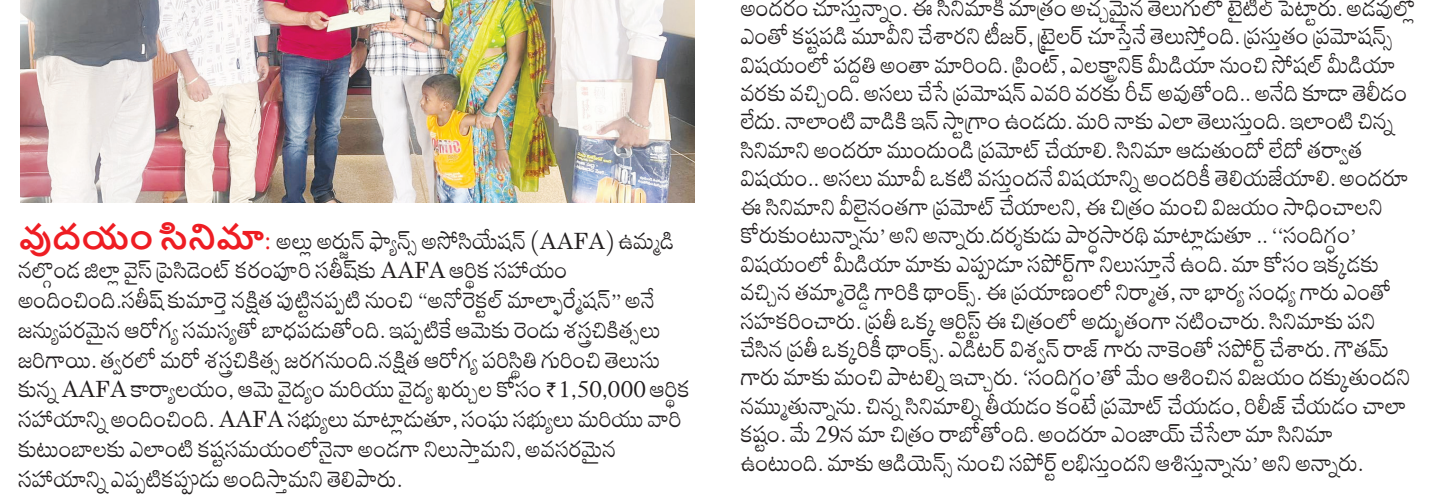 వుదయం సినిమా: అల్లు అర్జున్ ఫ్యాన్స్ అసోసియేషన్ (AAFA) ఉమ్మడి
నల్గొండ జిల్లా వైస్ ప్రెసిడెంట్ కరంపూరి సతీష్‌కు AAFA ఆర్థిక సహాయం
అందించింది.సతీష్ కుమార్తె నక్షిత పుట్టినప్పటి నుంచి “అనోరెక్టల్ మాల్ఫార్మేషన్” అనే
జన్యుపరమైన ఆరోగ్య సమస్యతో బాధపడుతోంది. ఇప్పటికే ఆమెకు రెండు శస్త్రచికిత్సలు
జరిగాయి. త్వరలో మరో శస్త్రచికిత్స జరగనుంది.నక్షిత ఆరోగ్య పరిస్థితి గురించి తెలుసు
కున్న AAFA కార్యాలయం, ఆమె వైద్యం మరియు వైద్య ఖర్చుల కోసం ₹1,50,000 ఆర్థిక
సహాయాన్ని అందించింది. AAFA సభ్యులు మాట్లాడుతూ, సంఘ సభ్యులు మరియు వారి
కుటుంబాలకు ఎలాంటి కష్టసమయంలోనైనా అండగా నిలుస్తామని, అవసరమైన
సహాయాన్ని ఎప్పటికప్పుడు అందిస్తామని తెలిపారు.
అందరం చూస్తున్నాం. ఈ సినిమాకి మాత్రం అచ్చమైన తెలుగులో టైటిల్ పెట్టారు. అడవుల్లో
ఎంతో కష్టపడి మూవీని చేశారని టీజర్, ట్రైలర్ చూస్తేనే తెలుస్తోంది. ప్రస్తుతం ప్రమోషన్స్
విషయంలో పద్దతి అంతా మారింది. ప్రింట్, ఎలక్ట్రానిక్ మీడియా నుంచి సోషల్ మీడియా
వరకు వచ్చింది. అసలు చేసే ప్రమోషన్ ఎవరి వరకు రీచ్ అవుతోంది.. అనేది కూడా తెలీడం
లేదు. నాలాంటి వాడికి ఇన్ స్టాగ్రాం ఉండదు. మరి నాకు ఎలా తెలుస్తుంది. ఇలాంటి చిన్న
సినిమాని అందరూ ముందుండి ప్రమోట్ చేయాలి. సినిమా ఆడుతుందో లేదో తర్వాత
విషయం.. అసలు మూవీ ఒకటి వస్తుందనే విషయాన్ని అందరికీ తెలియజేయాలి. అందరూ
ఈ సినిమాని వీలైనంతగా ప్రమోట్ చేయాలని, ఈ చిత్రం మంచి విజయం సాధించాలని
కోరుకుంటున్నాను’ అని అన్నారు.దర్శకుడు పార్థసారథి మాట్లాడుతూ .. ‘‘సందిగ్ధం’
విషయంలో మీడియా మాకు ఎప్పుడూ సపోర్ట్‌గా నిలుస్తూనే ఉంది. మా కోసం ఇక్కడకు
వచ్చిన తమ్మారెడ్డి గారికి థాంక్స్. ఈ ప్రయాణంలో నిర్మాత, నా భార్య సంధ్య గారు ఎంతో
సహకరించారు. ప్రతీ ఒక్క ఆర్టిస్ట్ ఈ చిత్రంలో అద్భుతంగా నటించారు. సినిమాకు పని
చేసిన ప్రతీ ఒక్కరికీ థాంక్స్. ఎడిటర్ విశ్వన్ రాజ్ గారు నాకెంతో సపోర్ట్ చేశారు. గౌతమ్
గారు మాకు మంచి పాటల్ని ఇచ్చారు. ‘సందిగ్ధం’తో మేం ఆశించిన విజయం దక్కుతుందని
నమ్ముతున్నాను. చిన్న సినిమాల్ని తీయడం కంటే ప్రమోట్ చేయడం, రిలీజ్ చేయడం చాలా
కష్టం. మే 29న మా చిత్రం రాబోతోంది. అందరూ ఎంజాయ్ చేసేలా మా సినిమా
ఉంటుంది. మాకు ఆడియెన్స్ నుంచి సపోర్ట్ లభిస్తుందని ఆశిస్తున్నాను’ అని అన్నారు.